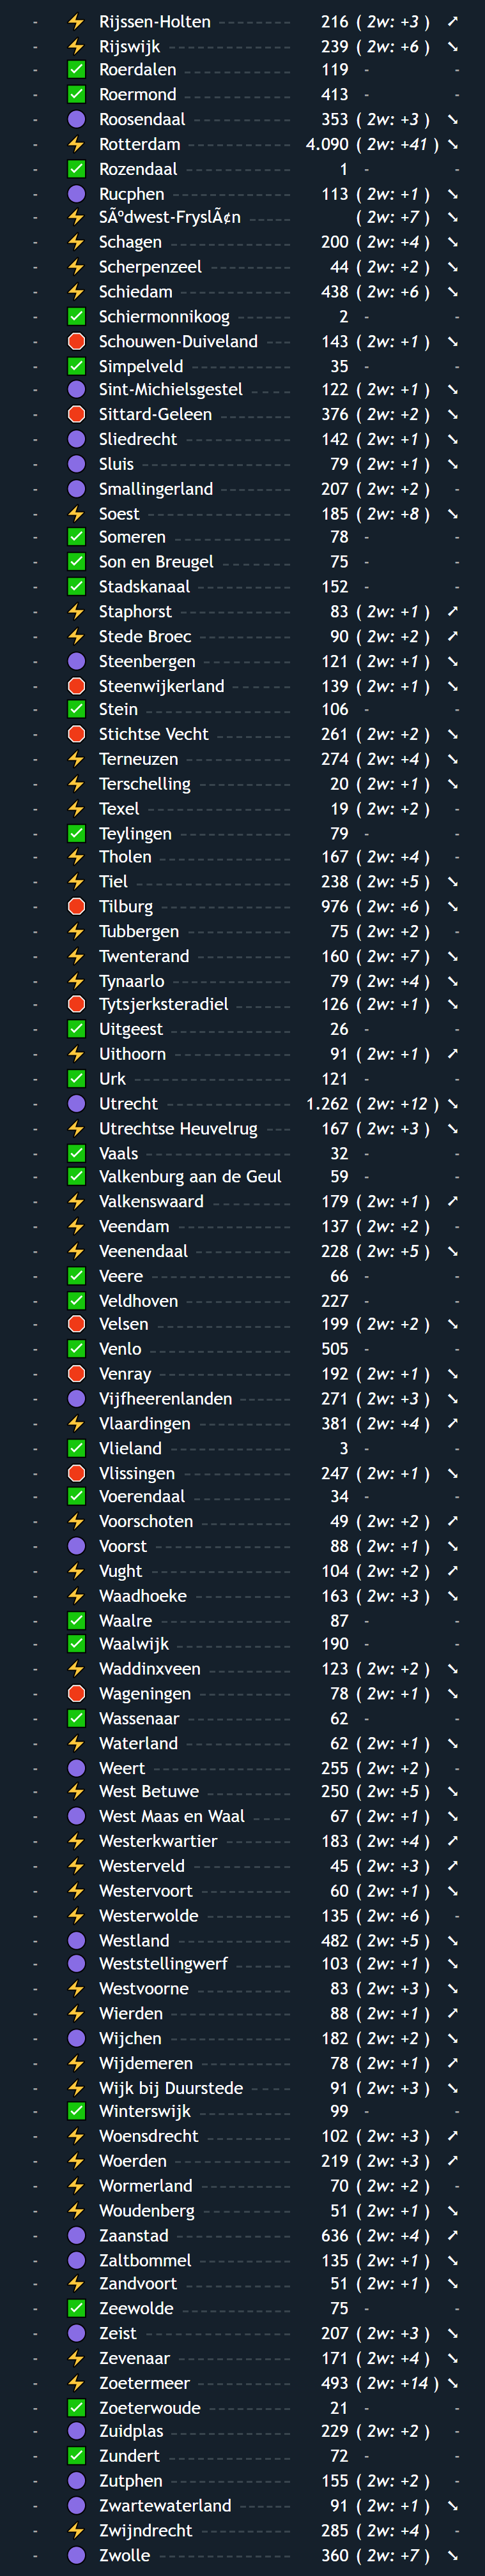 - ⚡ Rijssen-Holten 216 ( 2w: +3 ) ➚
- ⚡ Rijswijk 239 ( 2w: +6 ) ➘
- ✅ Roerdalen 119 - -
- ✅ Roermond 413 - -
- 🟣 Roosendaal 353 ( 2w: +3 ) ➘
- ⚡ Rotterdam 4.090 ( 2w: +41 ) ➘
- ✅ Rozendaal 1 - -
- 🟣 Rucphen 113 ( 2w: +1 ) ➘
- ⚡ SÃºdwest-FryslÃ¢n ( 2w: +7 ) ➘
- ⚡ Schagen 200 ( 2w: +4 ) ➘
- ⚡ Scherpenzeel 44 ( 2w: +2 ) ➘
- ⚡ Schiedam 438 ( 2w: +6 ) ➘
- ✅ Schiermonnikoog 2 - -
- 🛑 Schouwen-Duiveland 143 ( 2w: +1 ) ➘
- ✅ Simpelveld 35 - -
- 🟣 Sint-Michielsgestel 122 ( 2w: +1 ) ➘
- 🛑 Sittard-Geleen 376 ( 2w: +2 ) ➘
- 🟣 Sliedrecht 142 ( 2w: +1 ) ➘
- 🟣 Sluis 79 ( 2w: +1 ) ➘
- 🟣 Smallingerland 207 ( 2w: +2 ) -
- ⚡ Soest 185 ( 2w: +8 ) ➘
- ✅ Someren 78 - -
- ✅ Son en Breugel 75 - -
- ✅ Stadskanaal 152 - -
- ⚡ Staphorst 83 ( 2w: +1 ) ➚
- ⚡ Stede Broec 90 ( 2w: +2 ) ➚
- 🟣 Steenbergen 121 ( 2w: +1 ) ➘
- 🛑 Steenwijkerland 139 ( 2w: +1 ) ➘
- ✅ Stein 106 - -
- 🛑 Stichtse Vecht 261 ( 2w: +2 ) ➘
- ⚡ Terneuzen 274 ( 2w: +4 ) ➘
- ⚡ Terschelling 20 ( 2w: +1 ) ➘
- ⚡ Texel 19 ( 2w: +2 ) -
- ✅ Teylingen 79 - -
- ⚡ Tholen 167 ( 2w: +4 ) -
- ⚡ Tiel 238 ( 2w: +5 ) ➘
- 🛑 Tilburg 976 ( 2w: +6 ) ➘
- ⚡ Tubbergen 75 ( 2w: +2 ) -
- ⚡ Twenterand 160 ( 2w: +7 ) ➘
- ⚡ Tynaarlo 79 ( 2w: +4 ) ➘
- 🛑 Tytsjerksteradiel 126 ( 2w: +1 ) ➘
- ✅ Uitgeest 26 - -
- ⚡ Uithoorn 91 ( 2w: +1 ) ➚
- ✅ Urk 121 - -
- 🟣 Utrecht 1.262 ( 2w: +12 ) ➘
- ⚡ Utrechtse Heuvelrug 167 ( 2w: +3 ) ➘
- ✅ Vaals 32 - -
- ✅ Valkenburg aan de Geul 59 - -
- ⚡ Valkenswaard 179 ( 2w: +1 ) ➚
- ⚡ Veendam 137 ( 2w: +2 ) -
- ⚡ Veenendaal 228 ( 2w: +5 ) ➘
- ✅ Veere 66 - -
- ✅ Veldhoven 227 - -
- 🛑 Velsen 199 ( 2w: +2 ) ➘
- ✅ Venlo 505 - -
- 🛑 Venray 192 ( 2w: +1 ) ➘
- 🟣 Vijfheerenlanden 271 ( 2w: +3 ) ➘
- ⚡ Vlaardingen 381 ( 2w: +4 ) ➚
- ✅ Vlieland 3 - -
- 🛑 Vlissingen 247 ( 2w: +1 ) ➘
- ✅ Voerendaal 34 - -
- ⚡ Voorschoten 49 ( 2w: +2 ) ➚
- 🟣 Voorst 88 ( 2w: +1 ) ➘
- ⚡ Vught 104 ( 2w: +2 ) ➚
- ⚡ Waadhoeke 163 ( 2w: +3 ) ➘
- ✅ Waalre 87 - -
- ✅ Waalwijk 190 - -
- ⚡ Waddinxveen 123 ( 2w: +2 ) ➘
- 🛑 Wageningen 78 ( 2w: +1 ) ➘
- ✅ Wassenaar 62 - -
- ⚡ Waterland 62 ( 2w: +1 ) ➘
- 🟣 Weert 255 ( 2w: +2 ) -
- ⚡ West Betuwe 250 ( 2w: +5 ) ➘
- 🟣 West Maas en Waal 67 ( 2w: +1 ) ➘
- ⚡ Westerkwartier 183 ( 2w: +4 ) ➚
- ⚡ Westerveld 45 ( 2w: +3 ) ➚
- ⚡ Westervoort 60 ( 2w: +1 ) ➘
- ⚡ Westerwolde 135 ( 2w: +6 ) -
- 🟣 Westland 482 ( 2w: +5 ) ➘
- 🟣 Weststellingwerf 103 ( 2w: +1 ) ➘
- ⚡ Westvoorne 83 ( 2w: +3 ) ➘
- ⚡ Wierden 88 ( 2w: +1 ) ➚
- 🟣 Wijchen 182 ( 2w: +2 ) ➘
- ⚡ Wijdemeren 78 ( 2w: +1 ) ➚
- ⚡ Wijk bij Duurstede 91 ( 2w: +3 ) ➘
- ✅ Winterswijk 99 - -
- ⚡ Woensdrecht 102 ( 2w: +3 ) ➚
- ⚡ Woerden 219 ( 2w: +3 ) ➚
- ⚡ Wormerland 70 ( 2w: +2 ) -
- ⚡ Woudenberg 51 ( 2w: +1 ) ➘
- 🟣 Zaanstad 636 ( 2w: +4 ) ➚
- 🟣 Zaltbommel 135 ( 2w: +1 ) ➘
- ⚡ Zandvoort 51 ( 2w: +1 ) ➘
- ✅ Zeewolde 75 - -
- 🟣 Zeist 207 ( 2w: +3 ) ➘
- ⚡ Zevenaar 171 ( 2w: +4 ) ➘
- ⚡ Zoetermeer 493 ( 2w: +14 ) ➘
- ✅ Zoeterwoude 21 - -
- 🟣 Zuidplas 229 ( 2w: +2 ) -
- ✅ Zundert 72 - -
- 🟣 Zutphen 155 ( 2w: +2 ) -
- 🟣 Zwartewaterland 91 ( 2w: +1 ) ➘
- ⚡ Zwijndrecht 285 ( 2w: +4 ) -
- 🟣 Zwolle 360 ( 2w: +7 ) ➘